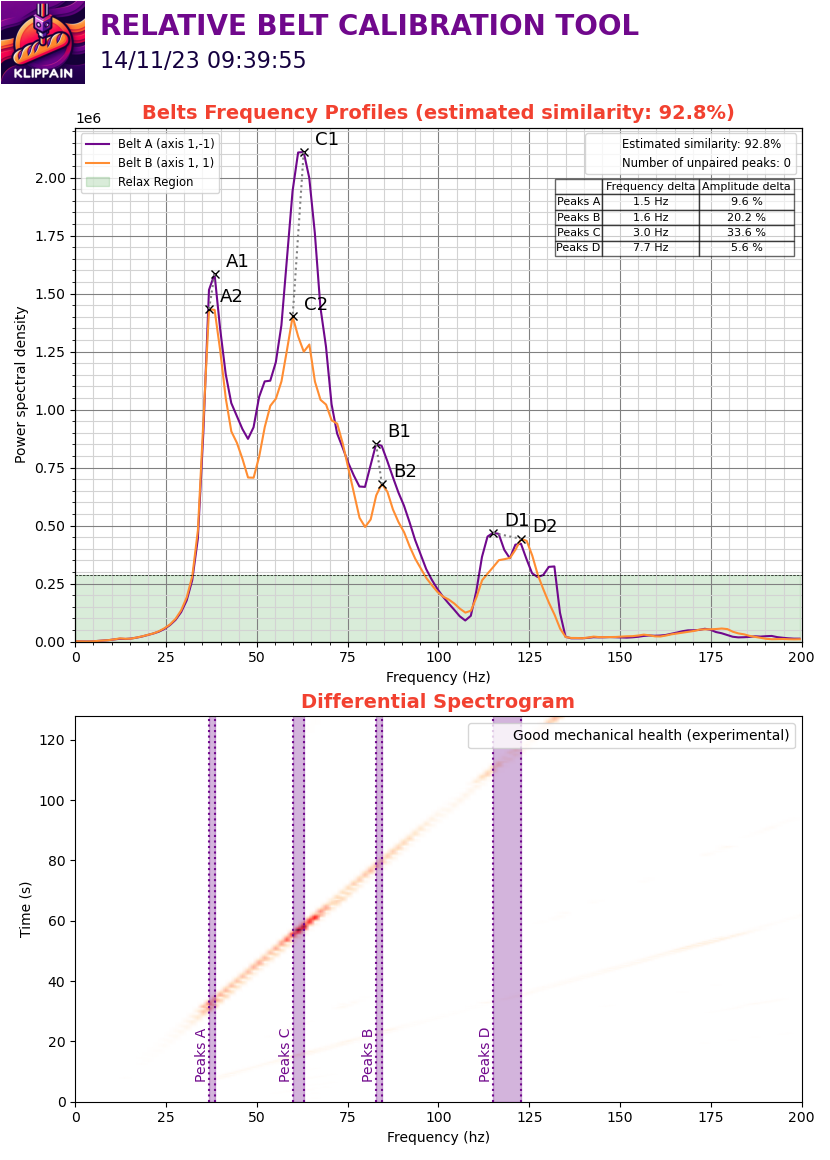 KLIPPAIN
RELATIVE BELT CALIBRATION TOOL
14/11/23 09:39:55
Belts Frequency Profiles (estimated similarity: 92.8%)
1e6
Belt A (axis 1,-1)
Belt B (axis 1, 1)
Relax Region
Estimated similarity: 92.8%
Number of unpaired peaks: 0
Frequency delta Amplitude delta
Peaks A 1.5 Hz 9.6 %
Peaks B 1.6 Hz 20.2 %
Peaks C 3.0 Hz 33.6 %
Peaks D 7.7 Hz 5.6 %
C1
A1
A2
C2
B1
B2
D1
D2
2.00
1.75
1.50
1.25
1.00
0.75
0.50
0.25
0.00
Power spectral density
0 25 50 75 100 125 150 175 200
Frequency (Hz)
Differential Spectrogram
Good mechanical health (experimental)
120
100
80
60
40
20
0
Time (s)
Peaks A
Peaks C
Peaks B
Peaks D
0 25 50 75 100 125 150 175 200
Frequency (hz)